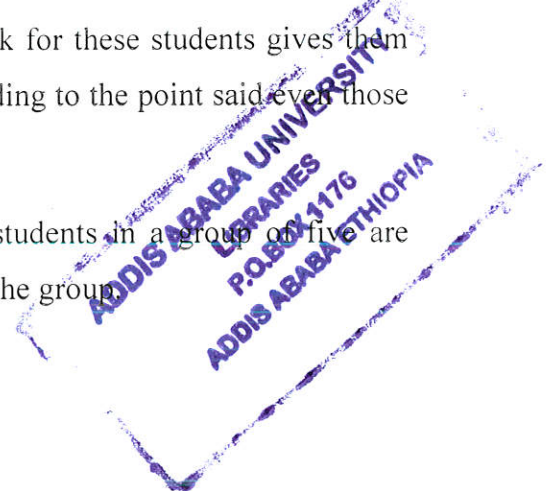 k for these students gives them
ding to the point said even those
students in a group of five are
he group.
ADDIS ABABA UNIVERSITY
LIBRARIES
P.O.BOX 1176
ADDIS ABABA ETHIOPIA